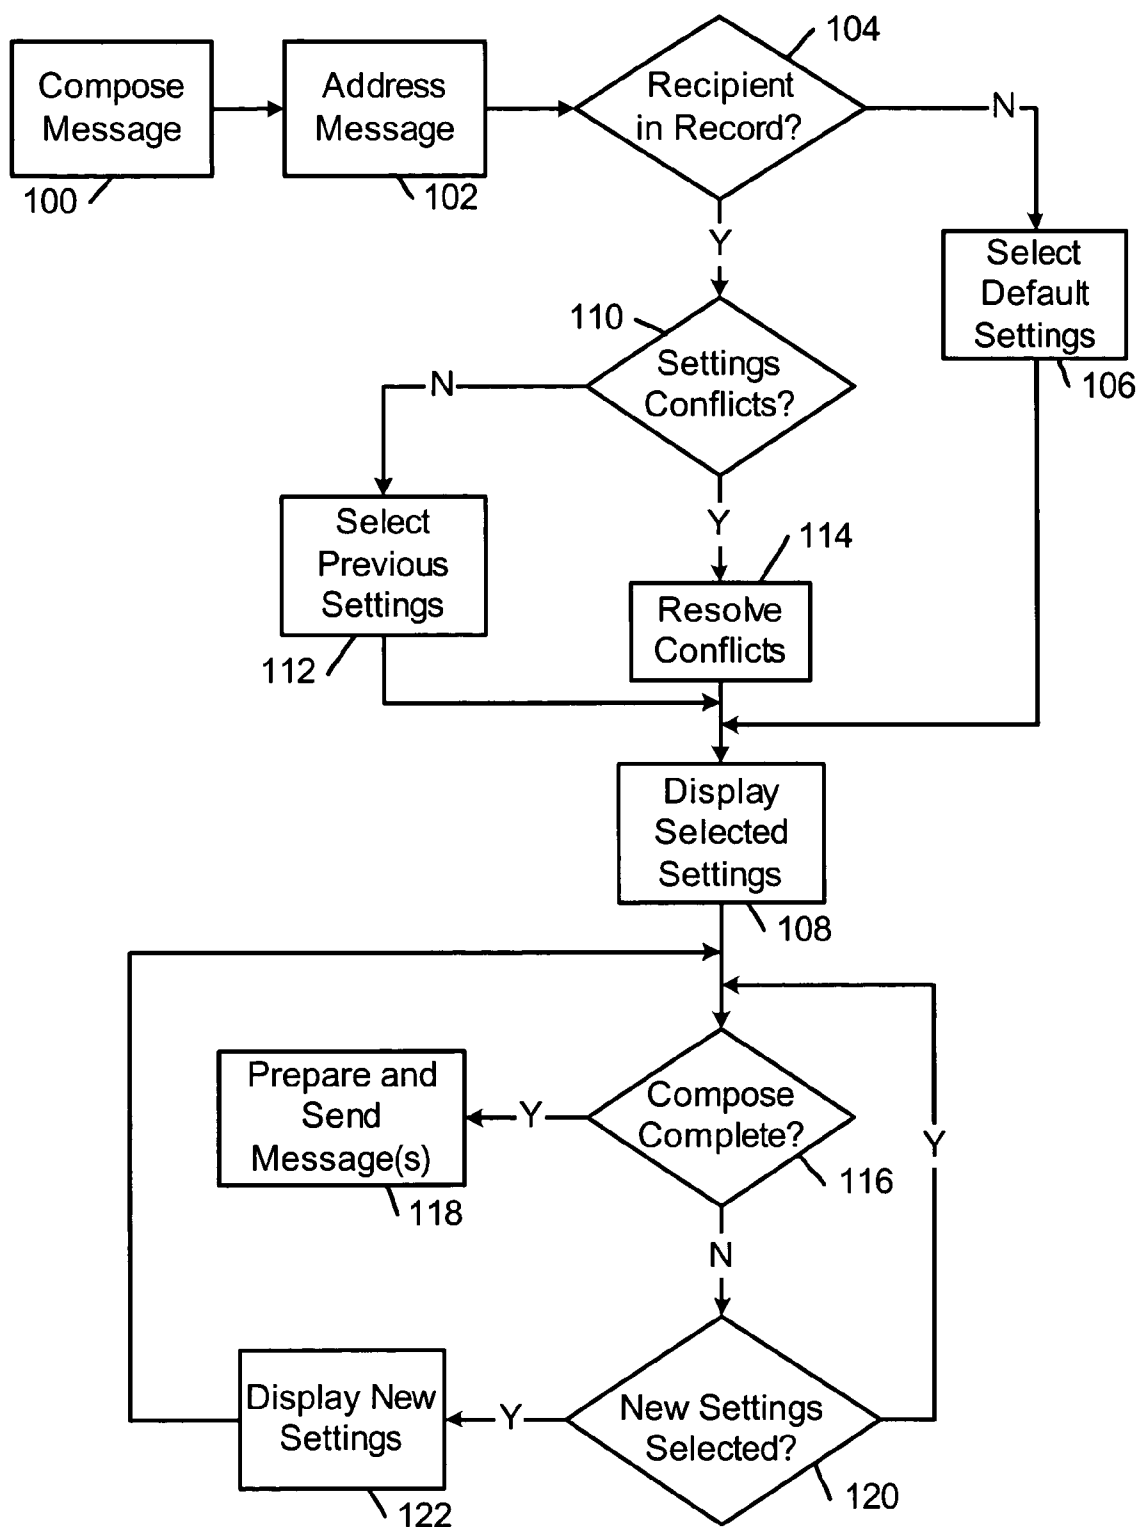 Compose
Message
100
Address
Message
102
Recipient
in Record?
104
N
Y
Select
Default
Settings
106
Settings
Conflicts?
110
N
Y
Select
Previous
Settings
112
Resolve
Conflicts
114
Display
Selected
Settings
108
Compose
Complete?
116
Y
Prepare and
Send
Message(s)
118
N
Y
New Settings
Selected?
120
Y
Display New
Settings
122